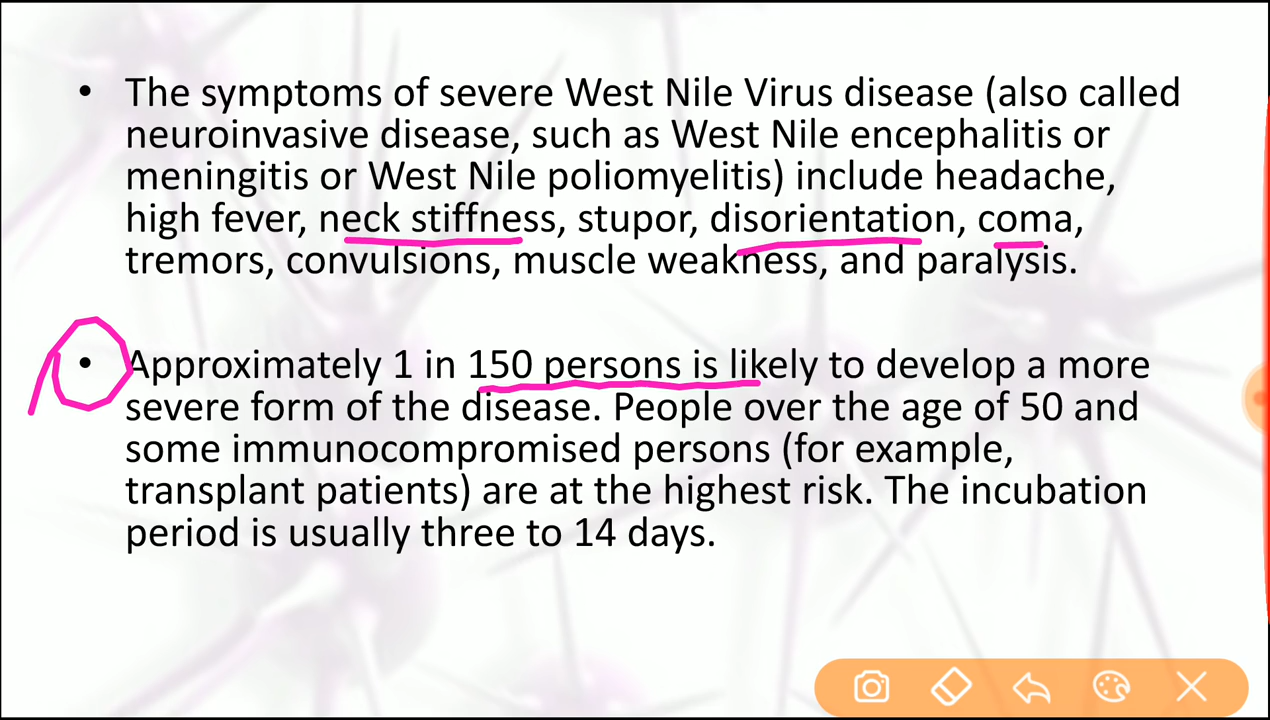 • The symptoms of severe West Nile Virus disease (also called
neuroinvasive disease, such as West Nile encephalitis or
meningitis or West Nile poliomyelitis) include headache,
high fever, neck stiffness, stupor, disorientation, coma,
tremors, convulsions, muscle weakness, and paralysis.
• Approximately 1 in 150 persons is likely to develop a more
severe form of the disease. People over the age of 50 and
some immunocompromised persons (for example,
transplant patients) are at the highest risk. The incubation
period is usually three to 14 days.